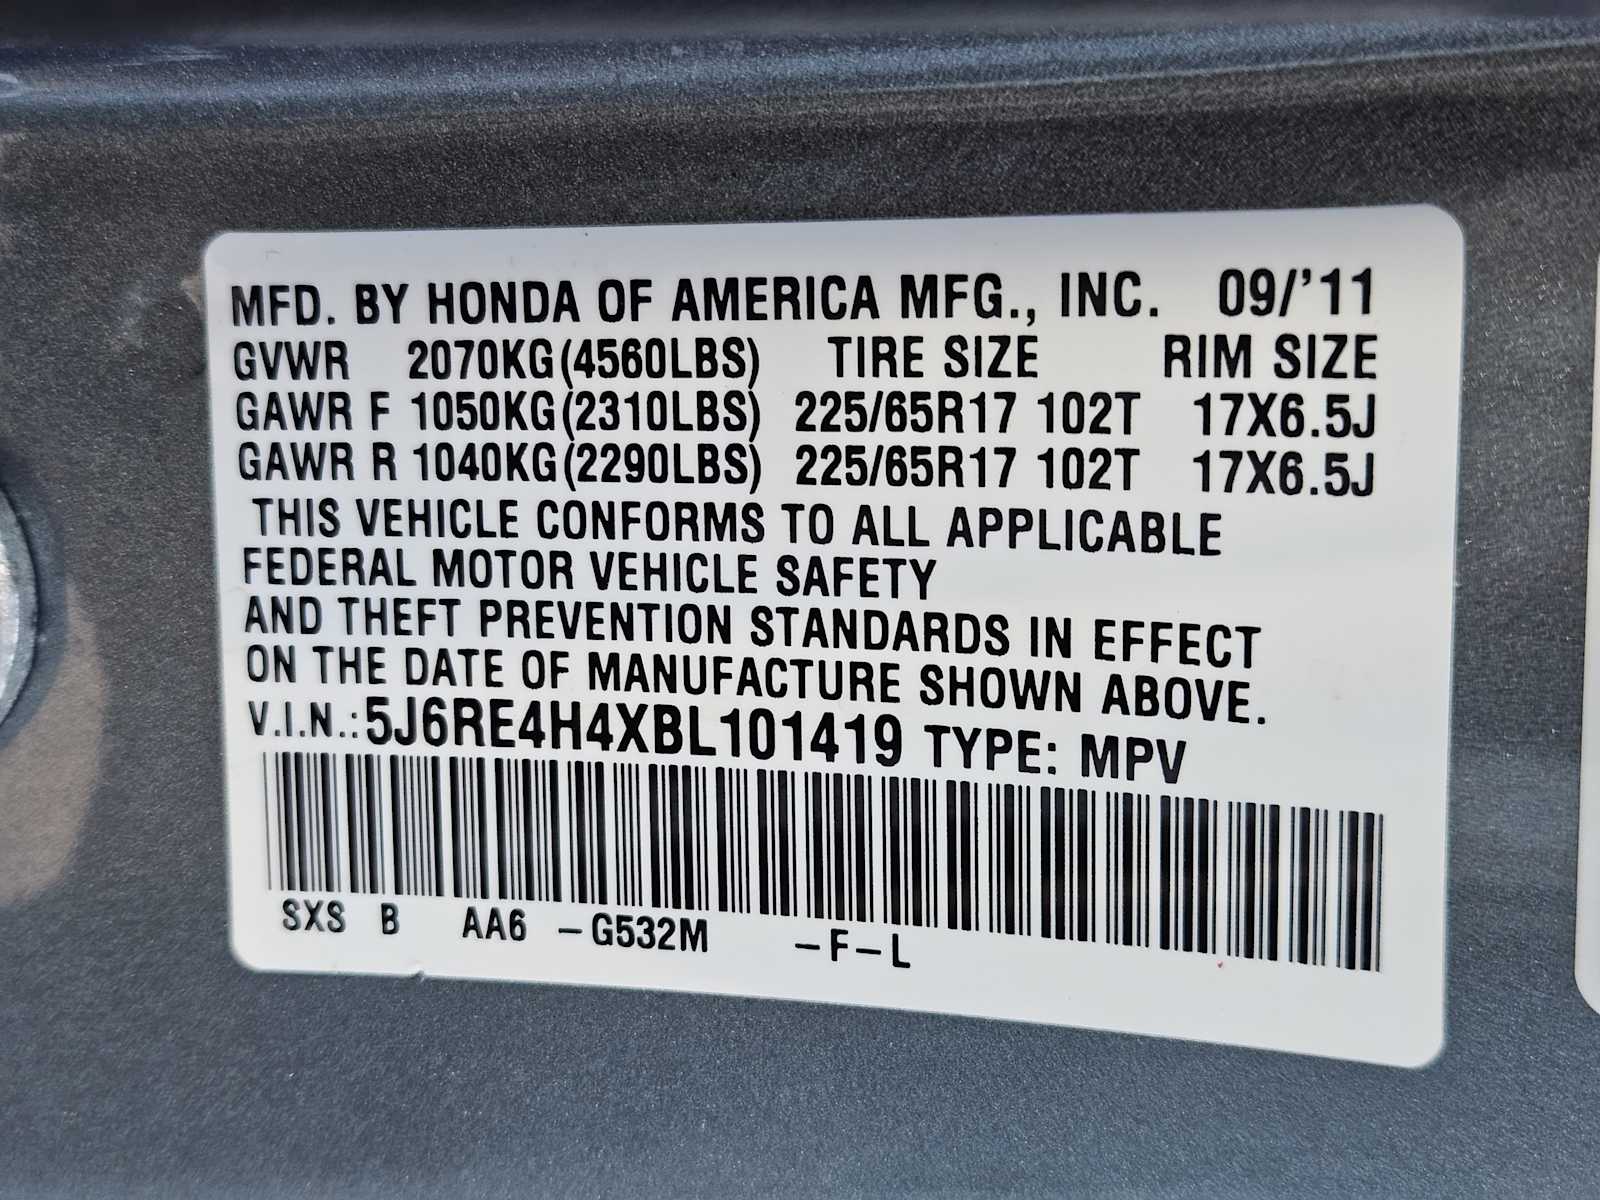 MFD. BY HONDA OF AMERICA MFG., INC. 09/'11
GVWR 2070KG(4560LBS) TIRE SIZE RIM SIZE
GAWR F 1050KG(2310LBS) 225/65R17 102T 17X6.5J
GAWR R 1040KG(2290LBS) 225/65R17 102T 17X6.5J
THIS VEHICLE CONFORMS TO ALL APPLICABLE
FEDERAL MOTOR VEHICLE SAFETY
AND THEFT PREVENTION STANDARDS IN EFFECT
ON THE DATE OF MANUFACTURE SHOWN ABOVE.
V.I.N.: 5J6RE4H4XBL101419 TYPE: MPV
SXS B AA6 –G532M –F–L